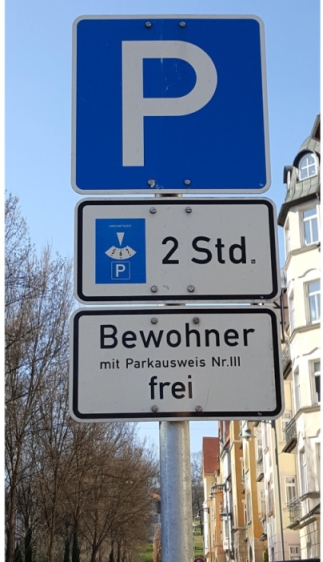 P
2 Std.
P
Bewohner
mit Parkausweis Nr.III
frei